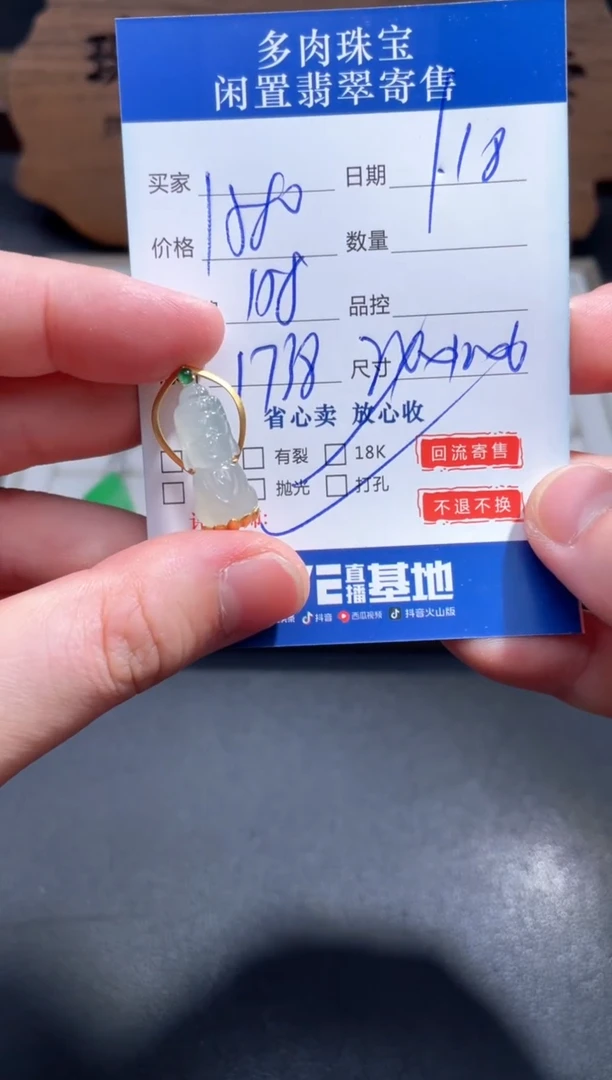 多肉珠宝
闲置翡翠寄售
买家 日期 1.18
价格 1880 数量
108 品控
1738 尺寸
省心卖 放心收
有裂 18K 回流寄售
抛光 打孔 不退不换
直播基地
抖音 西瓜视频 抖音火山版